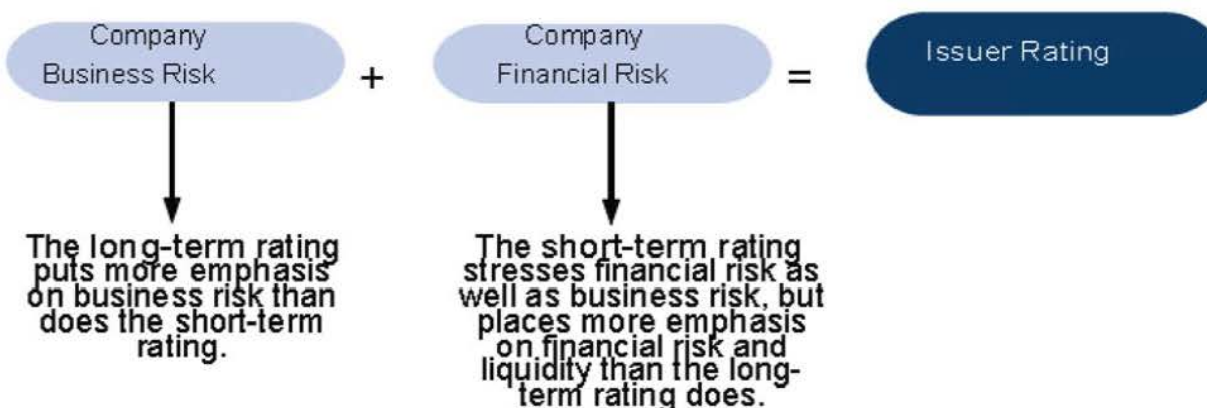 Company
Business Risk
+
Company
Financial Risk
=
Issuer Rating
The long-term rating
puts more emphasis
on business risk than
does the short-term
rating.
The short-term rating
stresses financial risk as
well as business risk, but
places more emphasis
on financial risk and
liquidity than the long-
term rating does.